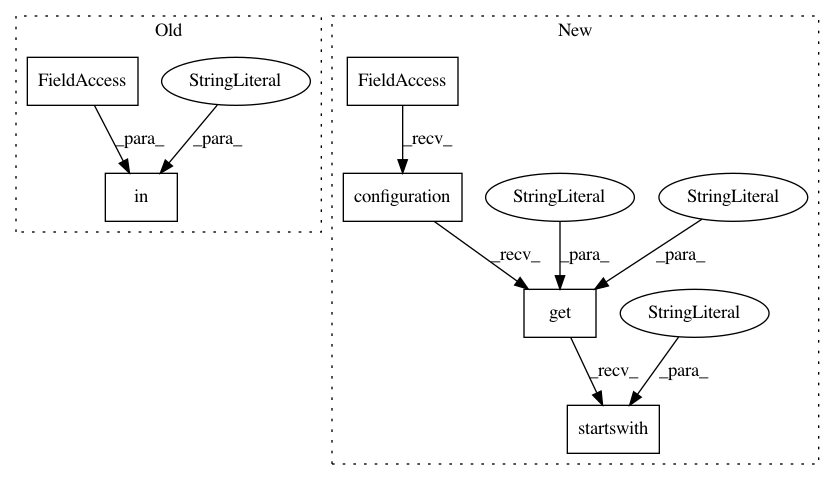 Old
New
FieldAccess
StringLiteral
FieldAccess
_para_
_para_
_recv_
in
configuration
StringLiteral
StringLiteral
_recv_
_para_
_para_
get
StringLiteral
_recv_
_para_
startswith